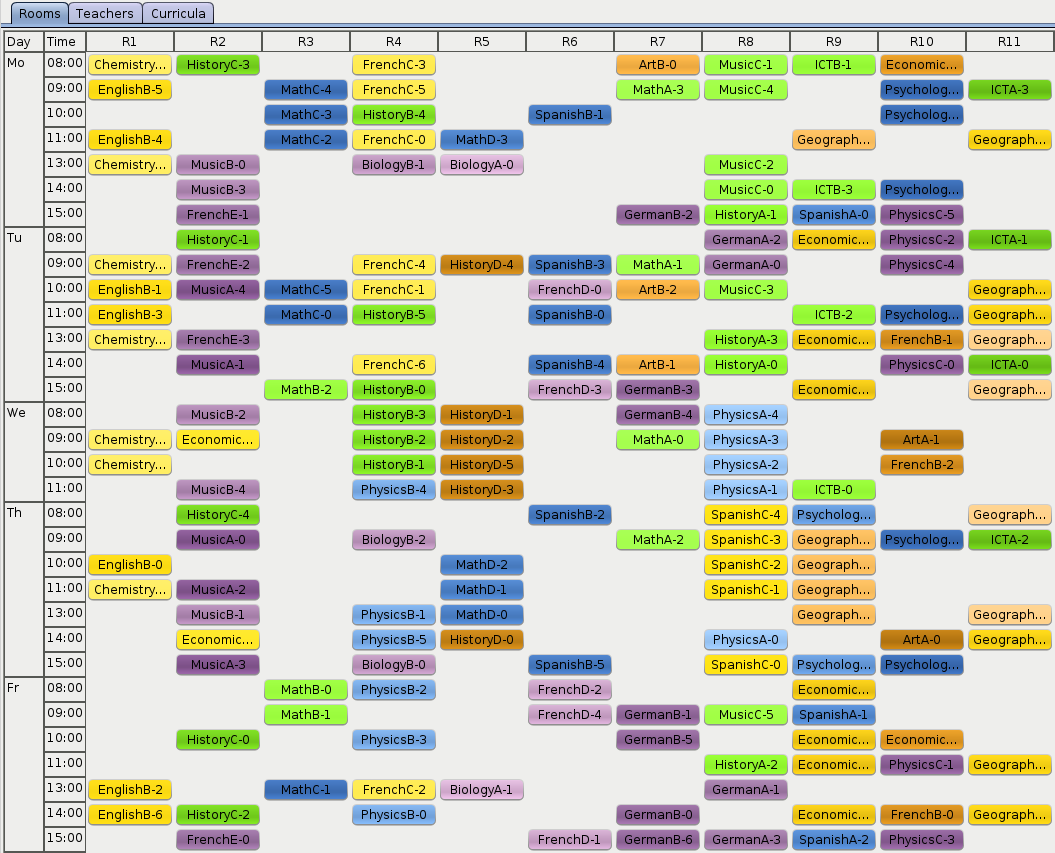 Rooms Teachers Curricula
Day Time R1 R2 R3 R4 R5 R6 R7 R8 R9 R10 R11
Mo 08:00 Chemistry... HistoryC-3 FrenchC-3 ArtB-0 MusicC-1 ICTB-1 Economic...
09:00 EnglishB-5 MathC-4 FrenchC-5 MathA-3 MusicC-4 Psycholog... ICTA-3
10:00 MathC-3 HistoryB-4 SpanishB-1 Psycholog...
11:00 EnglishB-4 MathC-2 FrenchC-0 MathD-3 Geograph... Geograph...
13:00 Chemistry... MusicB-0 BiologyB-1 BiologyA-0 MusicC-2
14:00 MusicB-3 MusicC-0 ICTB-3 Psycholog...
15:00 FrenchE-1 GermanB-2 HistoryA-1 SpanishA-0 PhysicsC-5
Tu 08:00 HistoryC-1 GermanA-2 Economic... PhysicsC-2 ICTA-1
09:00 Chemistry... FrenchE-2 FrenchC-4 HistoryD-4 SpanishB-3 MathA-1 GermanA-0 PhysicsC-4
10:00 EnglishB-1 MusicA-4 MathC-5 FrenchC-1 FrenchD-0 ArtB-2 MusicC-3 Geograph...
11:00 EnglishB-3 MathC-0 HistoryB-5 SpanishB-0 ICTB-2 Psycholog... Geograph...
13:00 Chemistry... FrenchE-3 HistoryA-3 Economic... FrenchB-1 Geograph...
14:00 MusicA-1 FrenchC-6 SpanishB-4 ArtB-1 HistoryA-0 PhysicsC-0 ICTA-0
15:00 MathB-2 HistoryB-0 FrenchD-3 GermanB-3 Economic... Geograph...
We 08:00 MusicB-2 HistoryB-3 HistoryD-1 GermanB-4 PhysicsA-4
09:00 Chemistry... Economic... HistoryB-2 HistoryD-2 MathA-0 PhysicsA-3 ArtA-1
10:00 Chemistry... HistoryB-1 HistoryD-5 PhysicsA-2 FrenchB-2
11:00 MusicB-4 PhysicsB-4 HistoryD-3 PhysicsA-1 ICTB-0
Th 08:00 HistoryC-4 SpanishB-2 SpanishC-4 Psycholog... Geograph...
09:00 MusicA-0 BiologyB-2 MathA-2 SpanishC-3 Geograph... Psycholog... ICTA-2
10:00 EnglishB-0 MathD-2 SpanishC-2 Geograph...
11:00 Chemistry... MusicA-2 MathD-1 SpanishC-1 Geograph...
13:00 MusicB-1 PhysicsB-1 MathD-0 Geograph... Geograph...
14:00 Economic... PhysicsB-5 HistoryD-0 PhysicsA-0 ArtA-0 Geograph...
15:00 MusicA-3 BiologyB-0 SpanishB-5 SpanishC-0 Psycholog... Psycholog...
Fr 08:00 MathB-0 PhysicsB-2 FrenchD-2 Economic...
09:00 MathB-1 FrenchD-4 GermanB-1 MusicC-5 SpanishA-1
10:00 HistoryC-0 PhysicsB-3 GermanB-5 Economic... Economic...
11:00 HistoryA-2 Economic... PhysicsC-1 Geograph...
13:00 EnglishB-2 MathC-1 FrenchC-2 BiologyA-1 GermanA-1
14:00 EnglishB-6 HistoryC-2 PhysicsB-0 GermanB-0 Economic... FrenchB-0 Geograph...
15:00 FrenchE-0 FrenchD-1 GermanB-6 GermanA-3 SpanishA-2 PhysicsC-3